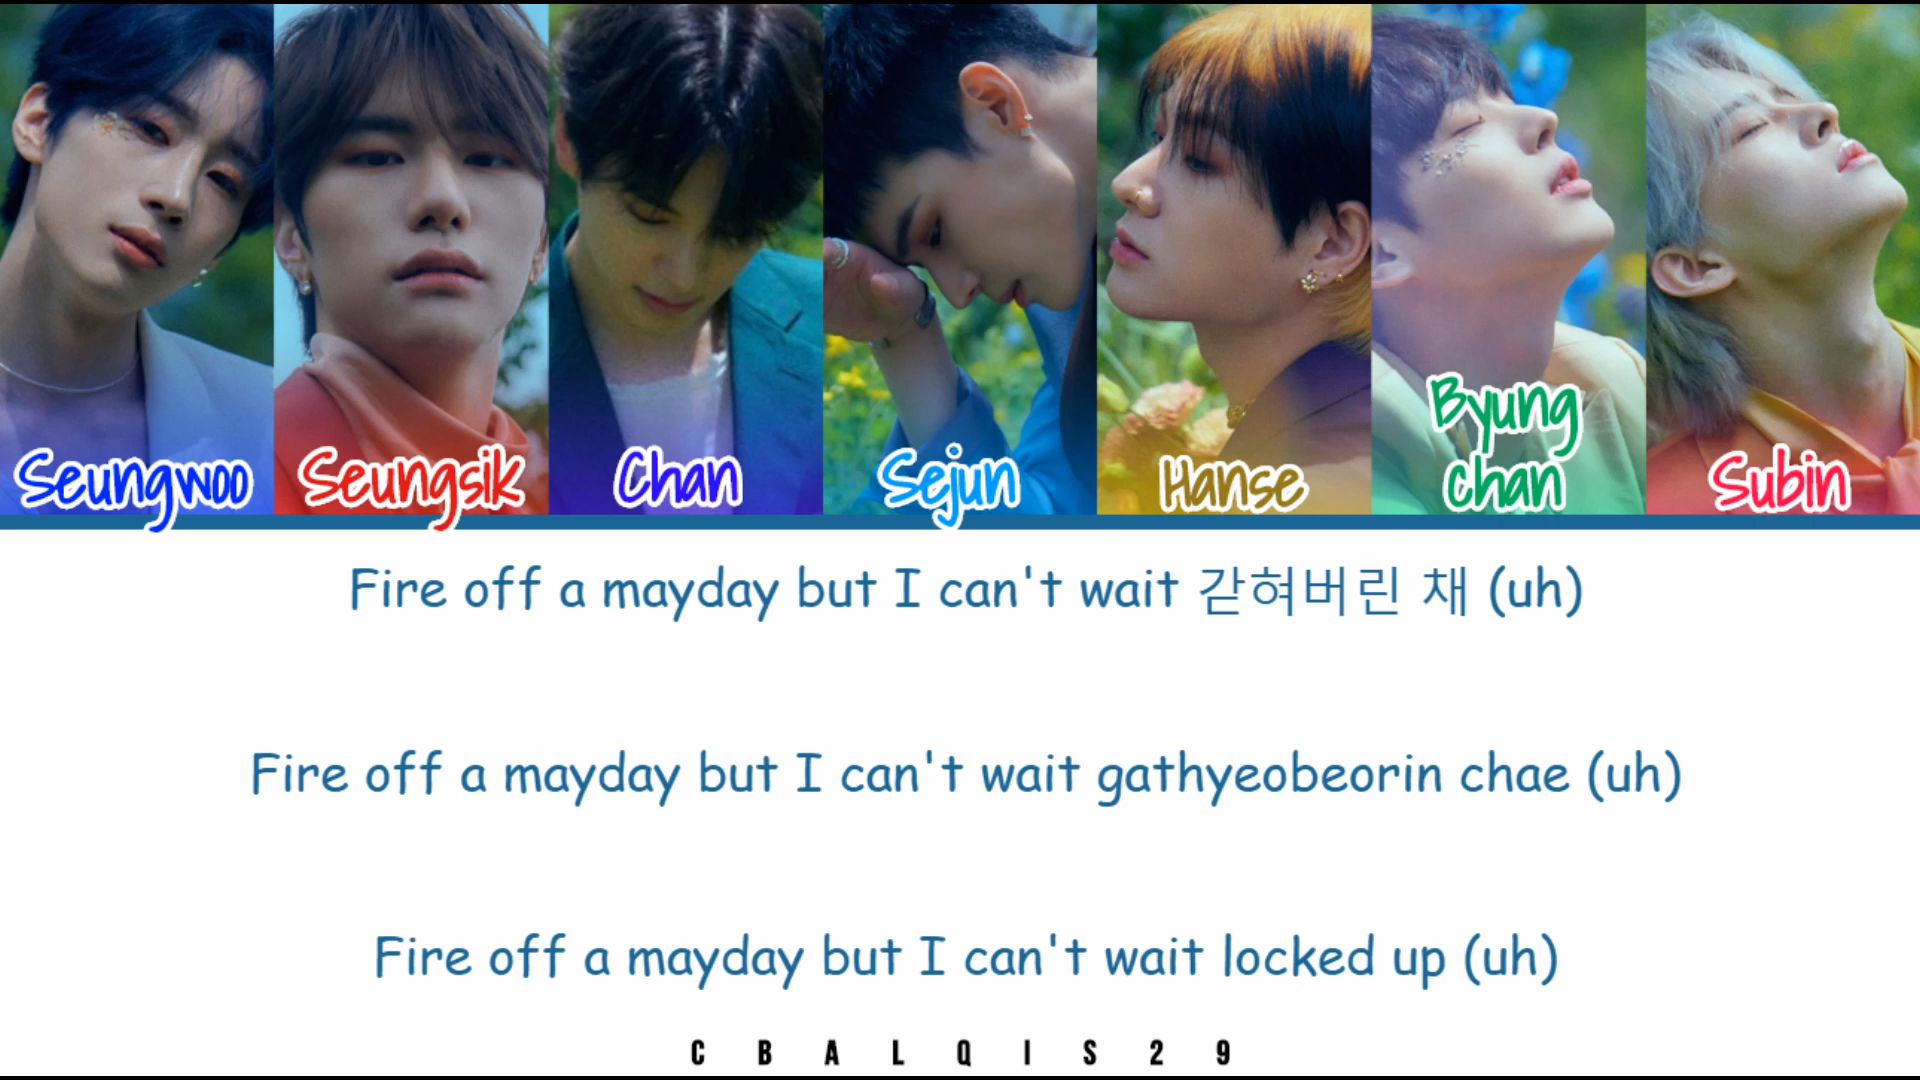 Seungwoo
Seungsik
Chan
Sejun
Hanse
Byung
chan
Subin
Fire off a mayday but I can't wait 갇혀버린 채 (uh)
Fire off a mayday but I can't wait gathyeobeorin chae (uh)
Fire off a mayday but I can't wait locked up (uh)
CBALQIS29